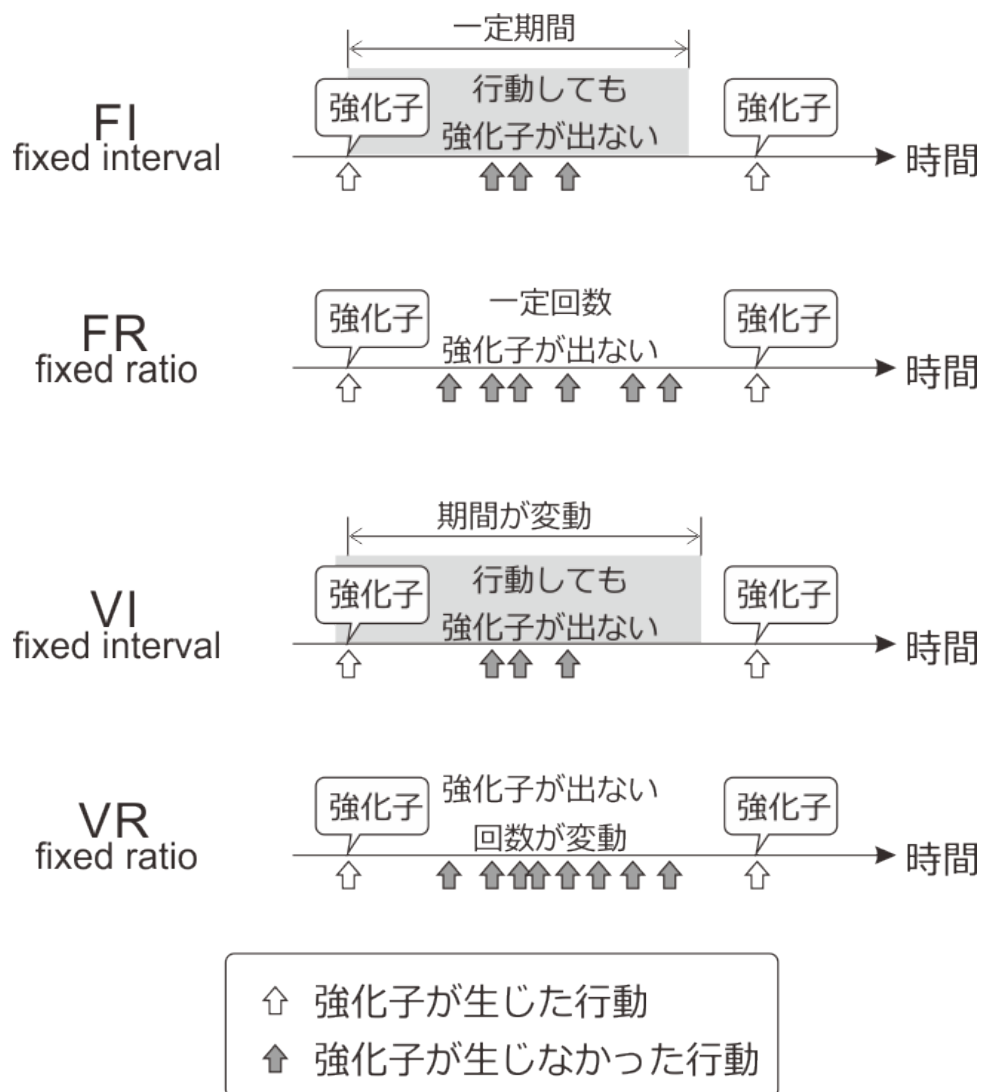 一定期間
FI
fixed interval
強化子
行動しても
強化子が出ない
強化子
時間
FR
fixed ratio
強化子
一定回数
強化子が出ない
強化子
時間
期間が変動
VI
fixed interval
強化子
行動しても
強化子が出ない
強化子
時間
VR
fixed ratio
強化子
強化子が出ない
回数が変動
強化子
時間
強化子が生じた行動
強化子が生じなかった行動